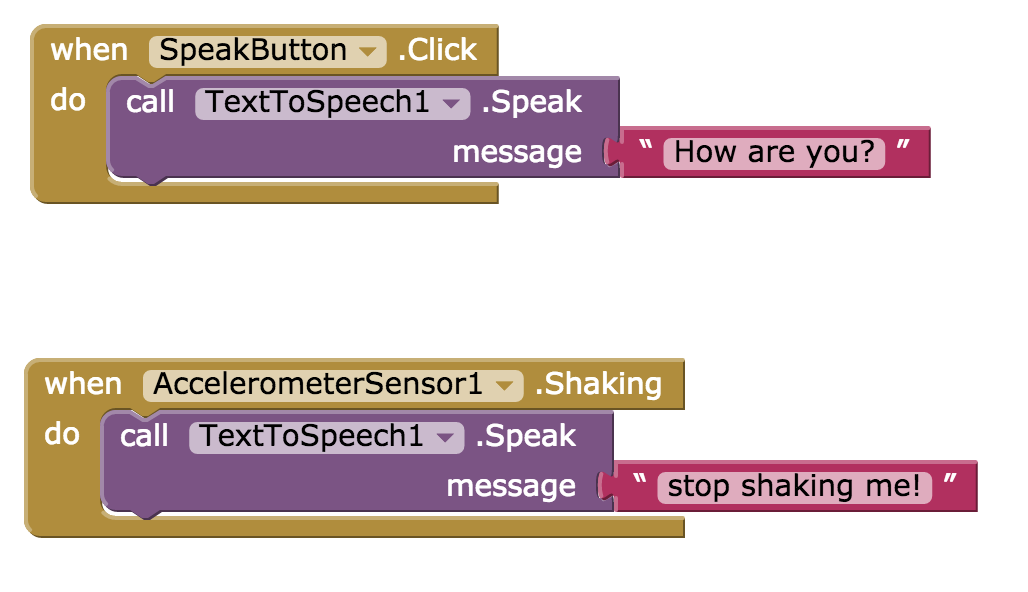 when SpeakButton .Click
do call TextToSpeech1 .Speak
message " How are you? "
when AccelerometerSensor1 .Shaking
do call TextToSpeech1 .Speak
message " stop shaking me! "